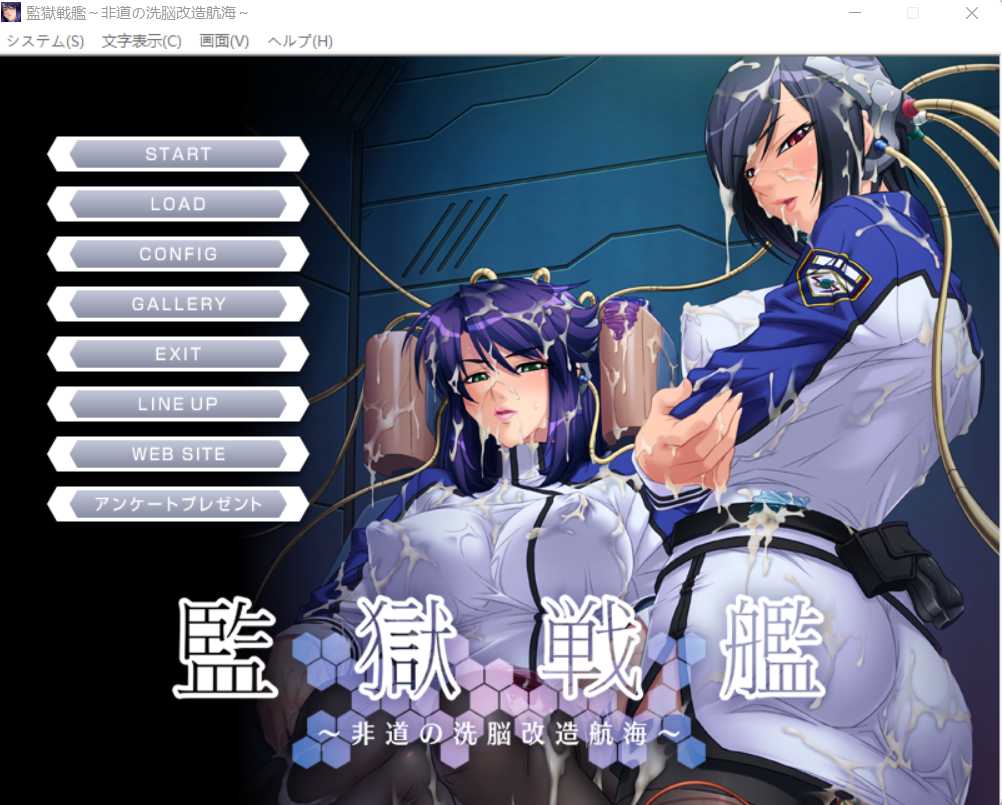 監獄戦艦～非道の洗脳改造航海～
システム(S) 文字表示(C) 画面(V) ヘルプ(H)
START
LOAD
CONFIG
GALLERY
EXIT
LINE UP
WEB SITE
アンケートプレゼント
監獄戦艦
～非道の洗脳改造航海～